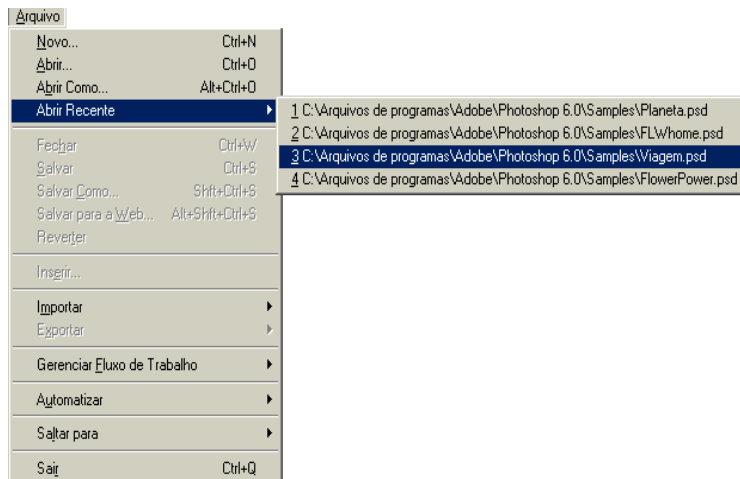 Arquivo
Novo... Ctrl+N
Abrir... Ctrl+O
Abrir Como... Alt+Ctrl+O
Abrir Recente
1 C:\Arquivos de programas\Adobe\Photoshop 6.0\Samples\Planeta.psd
2 C:\Arquivos de programas\Adobe\Photoshop 6.0\Samples\FLWhome.psd
3 C:\Arquivos de programas\Adobe\Photoshop 6.0\Samples\Viagem.psd
4 C:\Arquivos de programas\Adobe\Photoshop 6.0\Samples\FlowerPower.psd
Fechar Ctrl+W
Salvar Ctrl+S
Salvar Como... Shft+Ctrl+S
Salvar para a Web... Alt+Shft+Ctrl+S
Reverter
Inserir...
Importar
Exportar
Gerenciar Fluxo de Trabalho
Automatizar
Saltar para
Sair Ctrl+Q